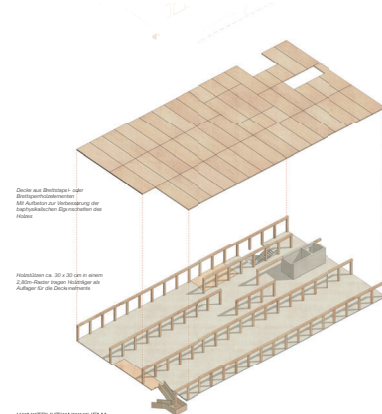 Decke aus Brettstapel- oder
Brettsperrholzelementen
Mit Aufbeton zur Verbesserung der
bauphysikalischen Eigenschaften des
Holzes
Holzstützen ca. 30 x 30 cm in einem
2,80m-Raster tragen Holzträger als
Auflager für die Deckenelemente